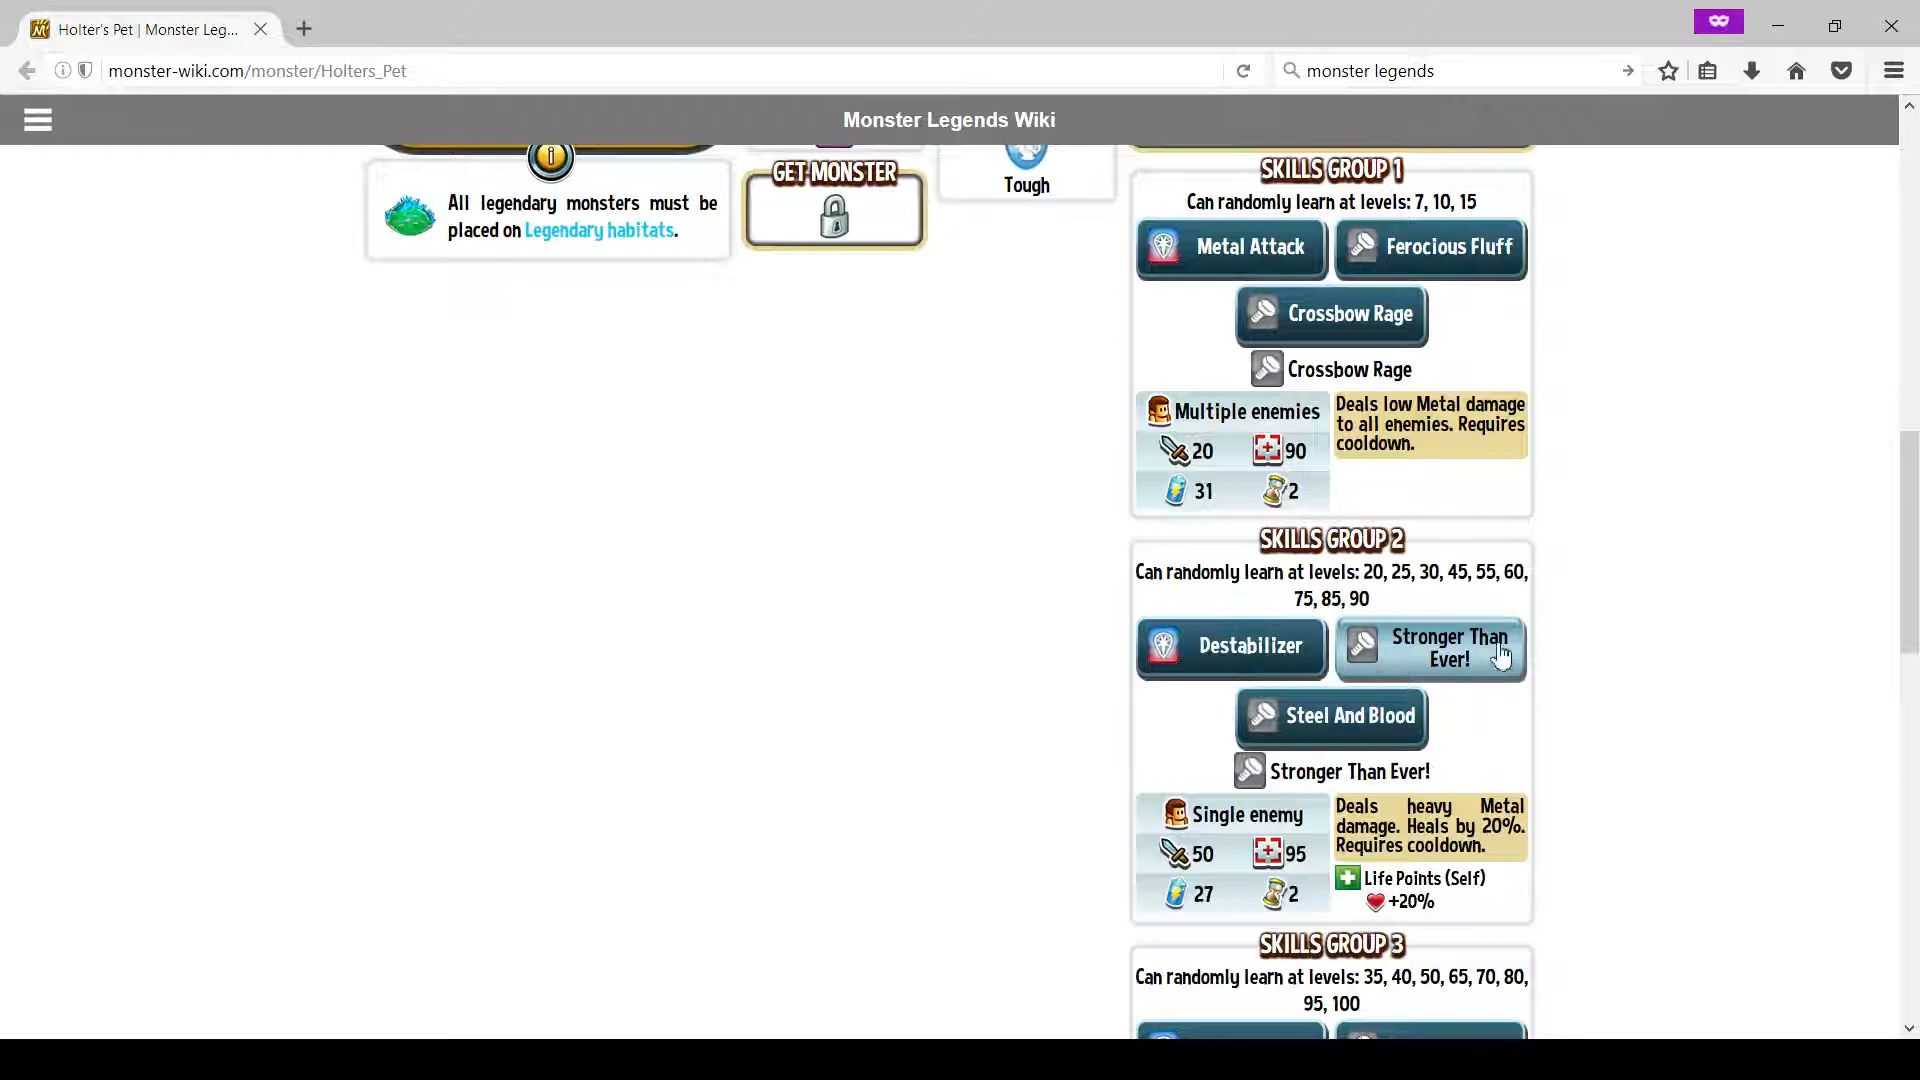 Holter's Pet | Monster Leg...
monster-wiki.com/monster/Holters_Pet
monster legends
Monster Legends Wiki
All legendary monsters must be
placed on Legendary habitats.
GET MONSTER
Tough
SKILLS GROUP 1
Can randomly learn at levels: 7, 10, 15
Metal Attack
Ferocious Fluff
Crossbow Rage
Crossbow Rage
Multiple enemies
20 90
31 2
Deals low Metal damage
to all enemies. Requires
cooldown.
SKILLS GROUP 2
Can randomly learn at levels: 20, 25, 30, 45, 55, 60,
75, 85, 90
Destabilizer
Stronger Than
Ever!
Steel And Blood
Stronger Than Ever!
Single enemy
50 95
27 2
Deals heavy Metal
damage. Heals by 20%.
Requires cooldown.
Life Points (Self)
+20%
SKILLS GROUP 3
Can randomly learn at levels: 35, 40, 50, 65, 70, 80,
95, 100